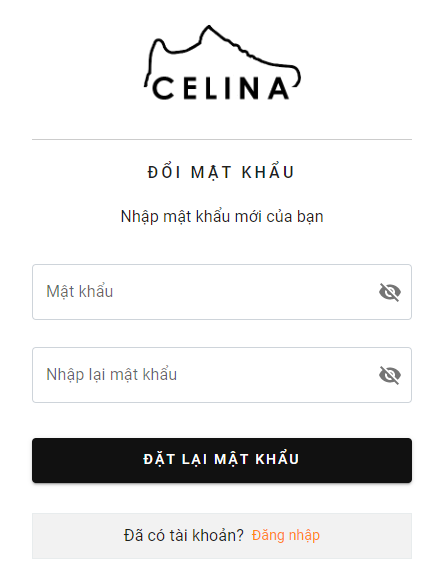 CELINA
ĐỔI MẬT KHẨU
Nhập mật khẩu mới của bạn
Mật khẩu
Nhập lại mật khẩu
ĐẶT LẠI MẬT KHẨU
Đã có tài khoản? Đăng nhập